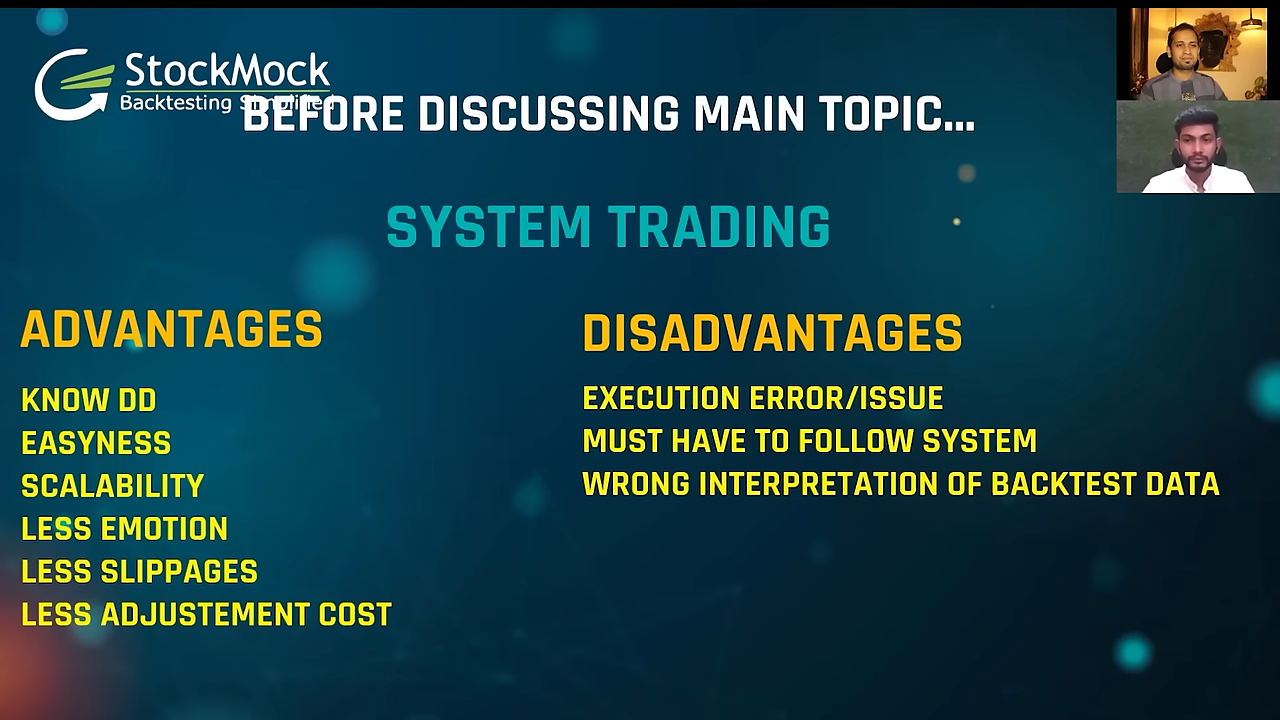 StockMock
Backtesting Simplified
BEFORE DISCUSSING MAIN TOPIC...
SYSTEM TRADING
ADVANTAGES
KNOW DD
EASYNESS
SCALABILITY
LESS EMOTION
LESS SLIPPAGES
LESS ADJUSTEMENT COST
DISADVANTAGES
EXECUTION ERROR/ISSUE
MUST HAVE TO FOLLOW SYSTEM
WRONG INTERPRETATION OF BACKTEST DATA